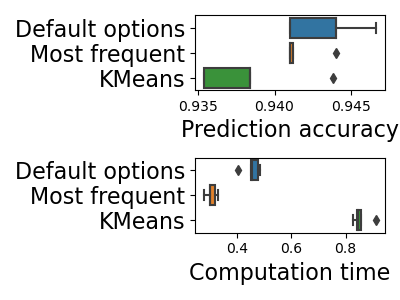 Default options
Most frequent
KMeans
0.935 0.940 0.945
Prediction accuracy
Default options
Most frequent
KMeans
0.4 0.6 0.8
Computation time